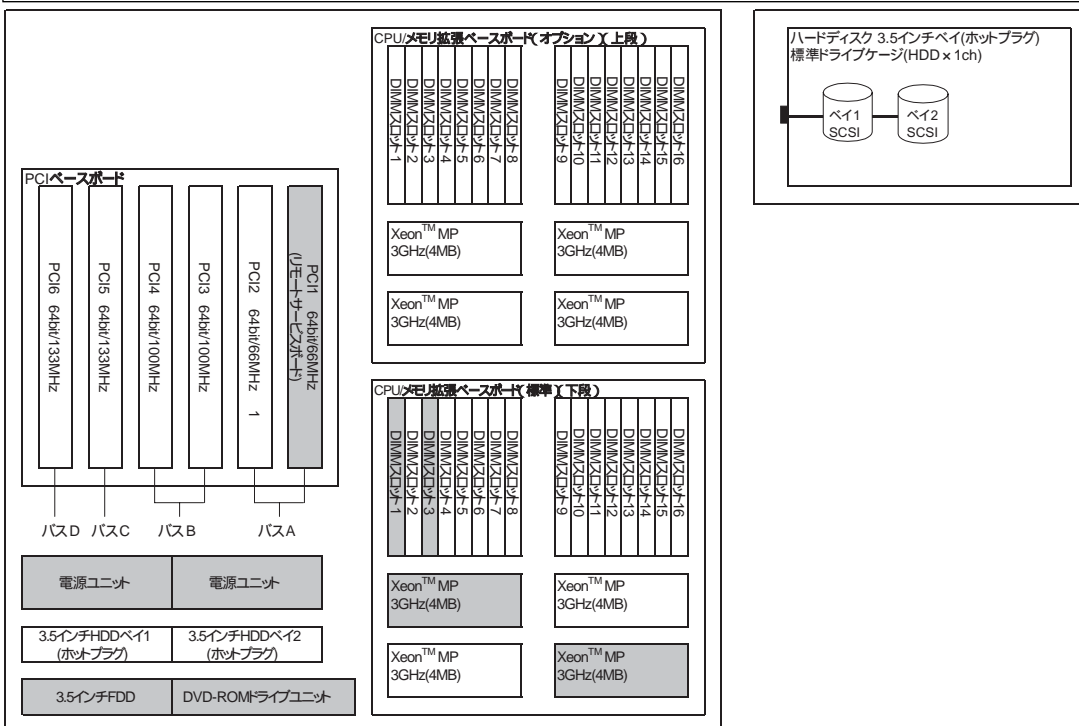 CPU/メモリ拡張ベースボード(オプション)(上段)
DIMMスロット1
DIMMスロット2
DIMMスロット3
DIMMスロット4
DIMMスロット5
DIMMスロット6
DIMMスロット7
DIMMスロット8
DIMMスロット9
DIMMスロット10
DIMMスロット11
DIMMスロット12
DIMMスロット13
DIMMスロット14
DIMMスロット15
DIMMスロット16
Xeon™ MP
3GHz(4MB)
Xeon™ MP
3GHz(4MB)
Xeon™ MP
3GHz(4MB)
Xeon™ MP
3GHz(4MB)
ハードディスク 3.5インチベイ(ホットプラグ)
標準ドライブケージ(HDD×1ch)
ベイ1
SCSI
ベイ2
SCSI
PCIベースボード
PCI6 64bit/133MHz
PCI5 64bit/133MHz
PCI4 64bit/100MHz
PCI3 64bit/100MHz
PCI2 64bit/66MHz 1
PCI1 64bit/66MHz
(リモートサービスボード)
バスD
バスC
バスB
バスA
CPU/メモリ拡張ベースボード(標準)(下段)
DIMMスロット1
DIMMスロット2
DIMMスロット3
DIMMスロット4
DIMMスロット5
DIMMスロット6
DIMMスロット7
DIMMスロット8
DIMMスロット9
DIMMスロット10
DIMMスロット11
DIMMスロット12
DIMMスロット13
DIMMスロット14
DIMMスロット15
DIMMスロット16
Xeon™ MP
3GHz(4MB)
Xeon™ MP
3GHz(4MB)
Xeon™ MP
3GHz(4MB)
Xeon™ MP
3GHz(4MB)
電源ユニット
電源ユニット
3.5インチHDDベイ1
(ホットプラグ)
3.5インチHDDベイ2
(ホットプラグ)
3.5インチFDD
DVD-ROMドライブユニット